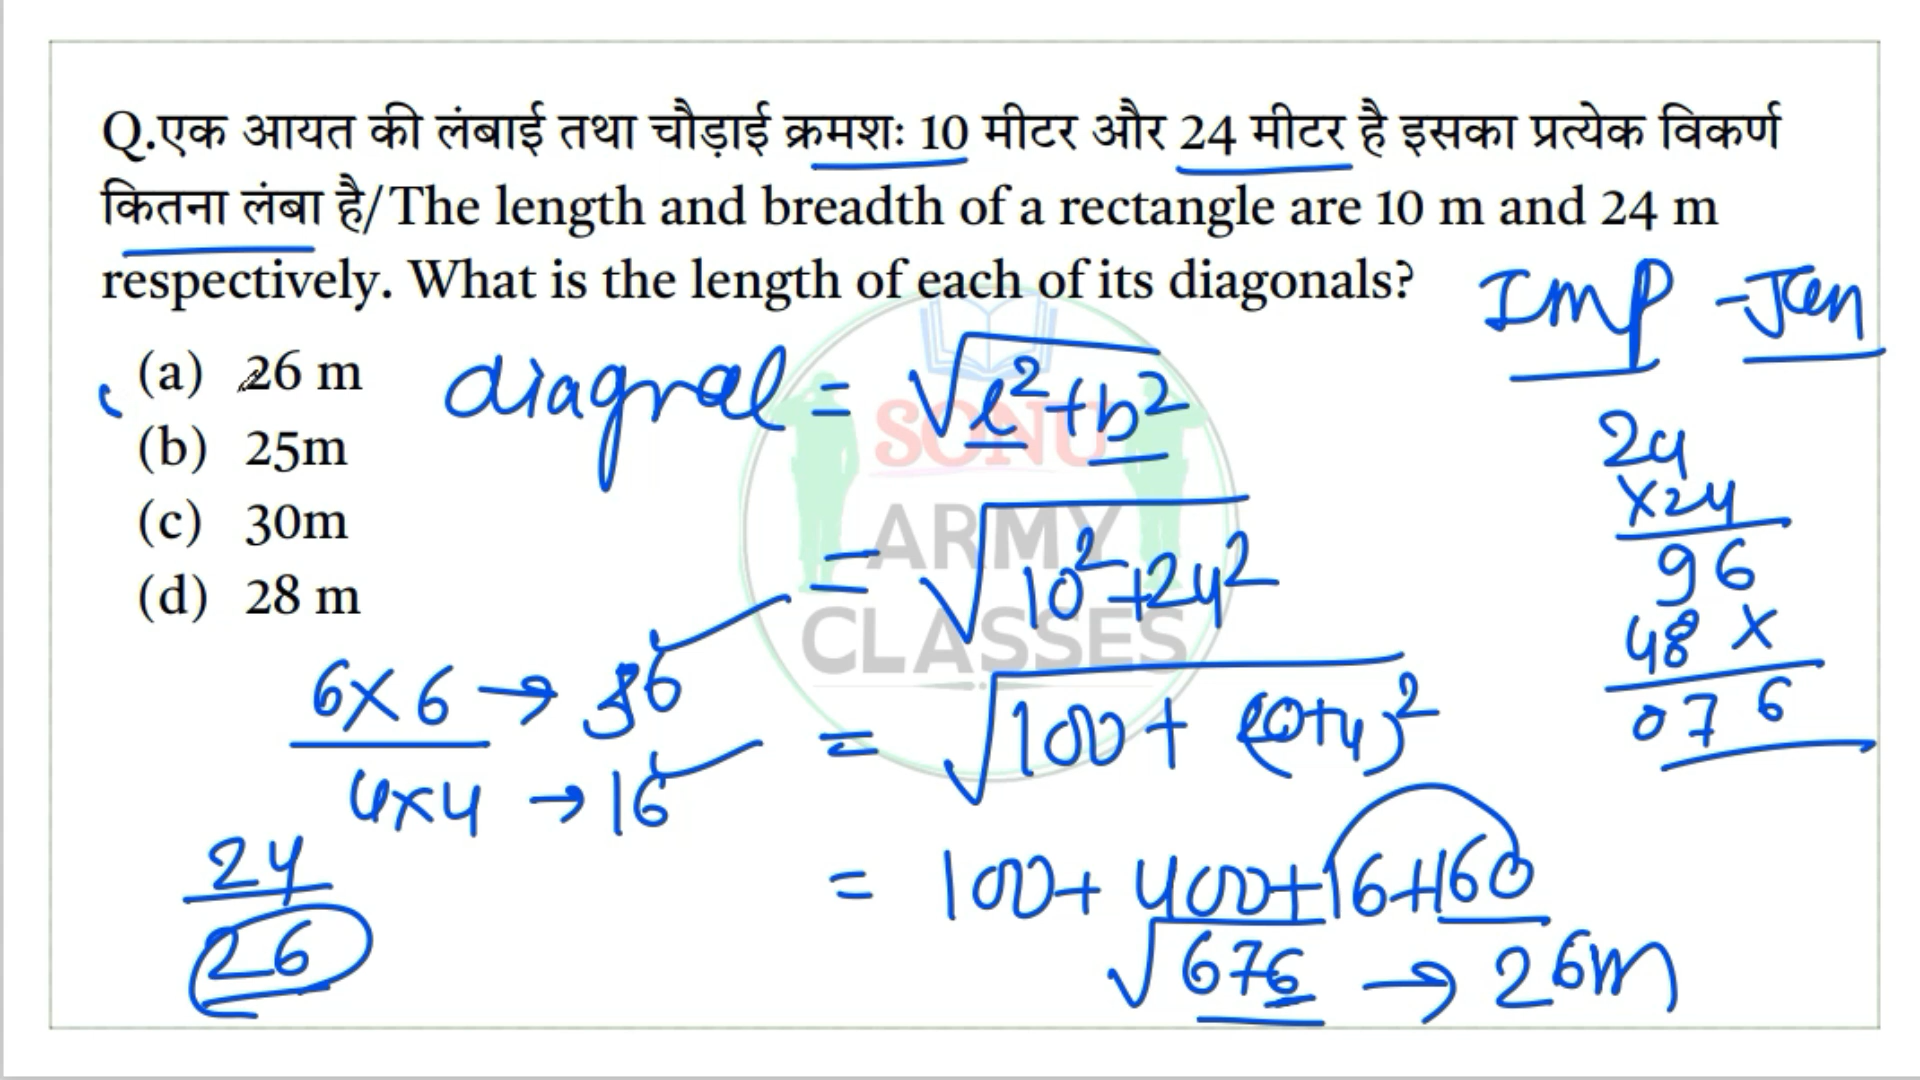 Q.एक आयत की लंबाई तथा चौड़ाई क्रमशः 10 मीटर और 24 मीटर है इसका प्रत्येक विकर्ण
कितना लंबा है/The length and breadth of a rectangle are 10 m and 24 m
respectively. What is the length of each of its diagonals?
Imp -
(a) 26 m
(b) 25m
(c) 30m
(d) 28 m
diagnal = √l²+b²
= √10²+24²
= √100+ (20+4)²
= 100+ 400+16+160
√676 → 26m
6×6 → 36
4×4 → 16
24
26
24
×24
96
48 ×
076
SONU
ARMY
CLASSES